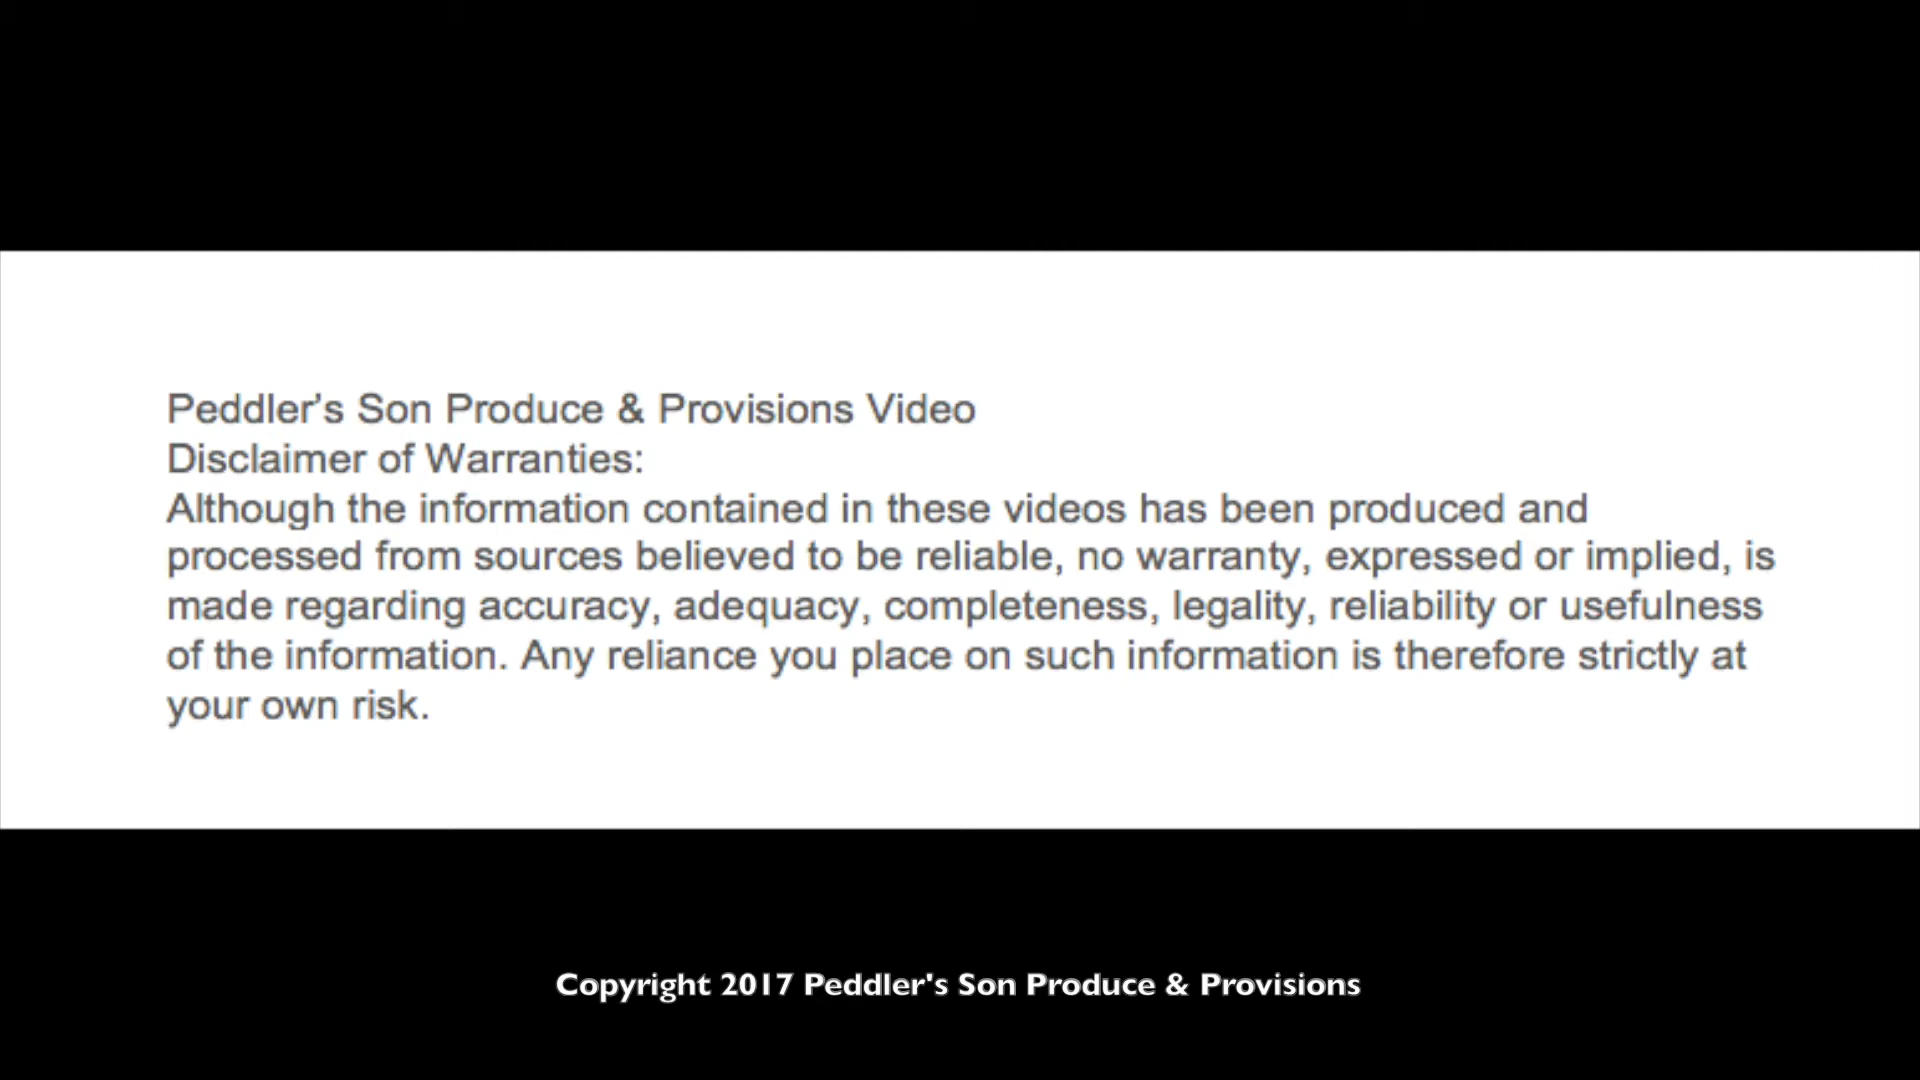 Peddler’s Son Produce & Provisions Video
Disclaimer of Warranties:
Although the information contained in these videos has been produced and
processed from sources believed to be reliable, no warranty, expressed or implied, is
made regarding accuracy, adequacy, completeness, legality, reliability or usefulness
of the information. Any reliance you place on such information is therefore strictly at
your own risk.
Copyright 2017 Peddler's Son Produce & Provisions